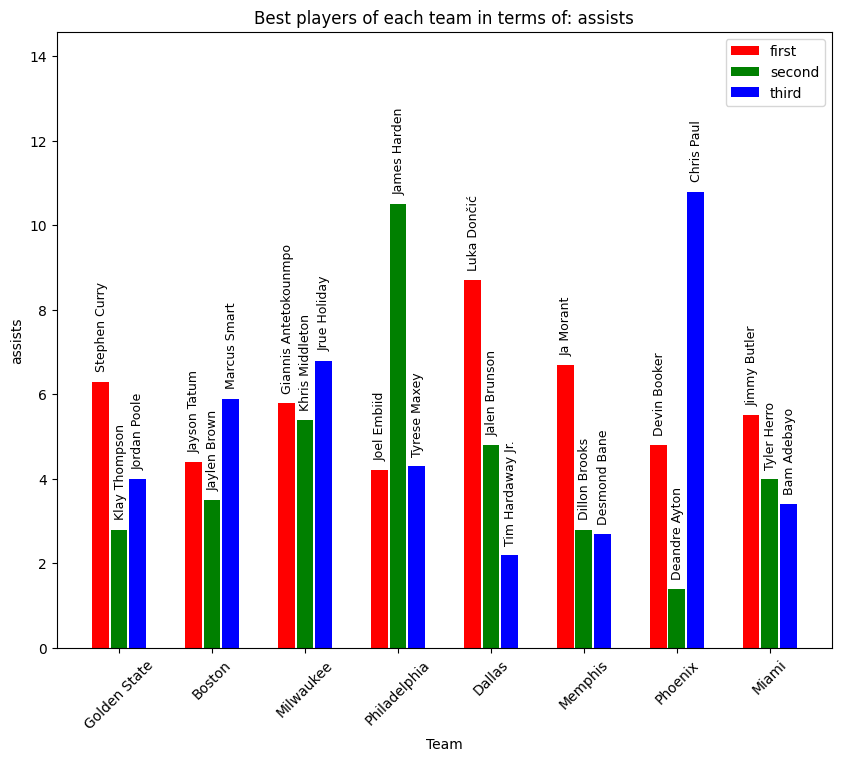 Best players of each team in terms of: assists
first
second
third
assists
14
12
10
8
6
4
2
0
Stephen Curry
Klay Thompson
Jordan Poole
Jayson Tatum
Jaylen Brown
Marcus Smart
Giannis Antetokounmpo
Khris Middleton
Jrue Holiday
Joel Embiid
James Harden
Tyrese Maxey
Luka Dončić
Jalen Brunson
Tim Hardaway Jr.
Ja Morant
Dillon Brooks
Desmond Bane
Devin Booker
Deandre Ayton
Chris Paul
Jimmy Butler
Tyler Herro
Bam Adebayo
Golden State
Boston
Milwaukee
Philadelphia
Dallas
Memphis
Phoenix
Miami
Team